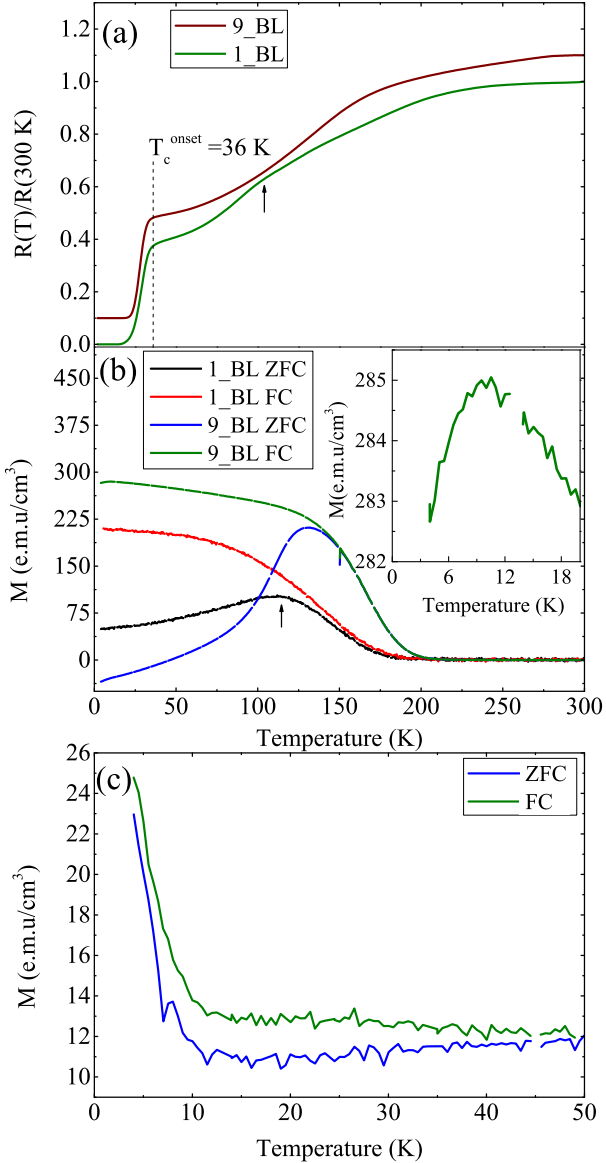 (a)
9_BL
1_BL
T_c^onset =36 K
R(T)/R(300 K)
1.2
1.0
0.8
0.6
0.4
0.2
0.0
(b)
1_BL ZFC
1_BL FC
9_BL ZFC
9_BL FC
M (e.m.u/cm³)
450
375
300
225
150
75
0
M(e.m.u/cm³)
285
284
283
282
0 6 12 18
Temperature (K)
0 50 100 150 200 250 300
Temperature (K)
(c)
ZFC
FC
M (e.m.u/cm³)
26
24
22
20
18
16
14
12
10
0 10 20 30 40 50
Temperature (K)